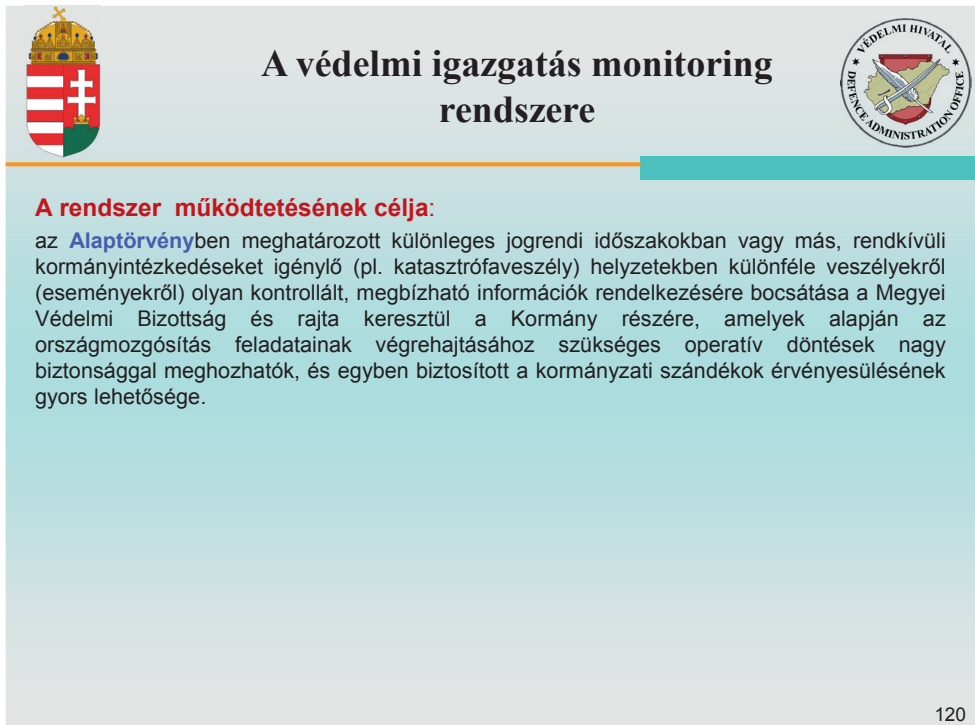 A védelmi igazgatás monitoring
rendszere
VÉDELMI HIVATAL
DEFENCE ADMINISTRATION OFFICE
A rendszer működtetésének célja:
az Alaptörvényben meghatározott különleges jogrendi időszakokban vagy más, rendkívüli
kormányintézkedéseket igénylő (pl. katasztrófaveszély) helyzetekben különféle veszélyekről
(eseményekről) olyan kontrollált, megbízható információk rendelkezésére bocsátása a Megyei
Védelmi Bizottság és rajta keresztül a Kormány részére, amelyek alapján az
országmozgósítás feladatainak végrehajtásához szükséges operatív döntések nagy
biztonsággal meghozhatók, és egyben biztosított a kormányzati szándékok érvényesülésének
gyors lehetősége.
120